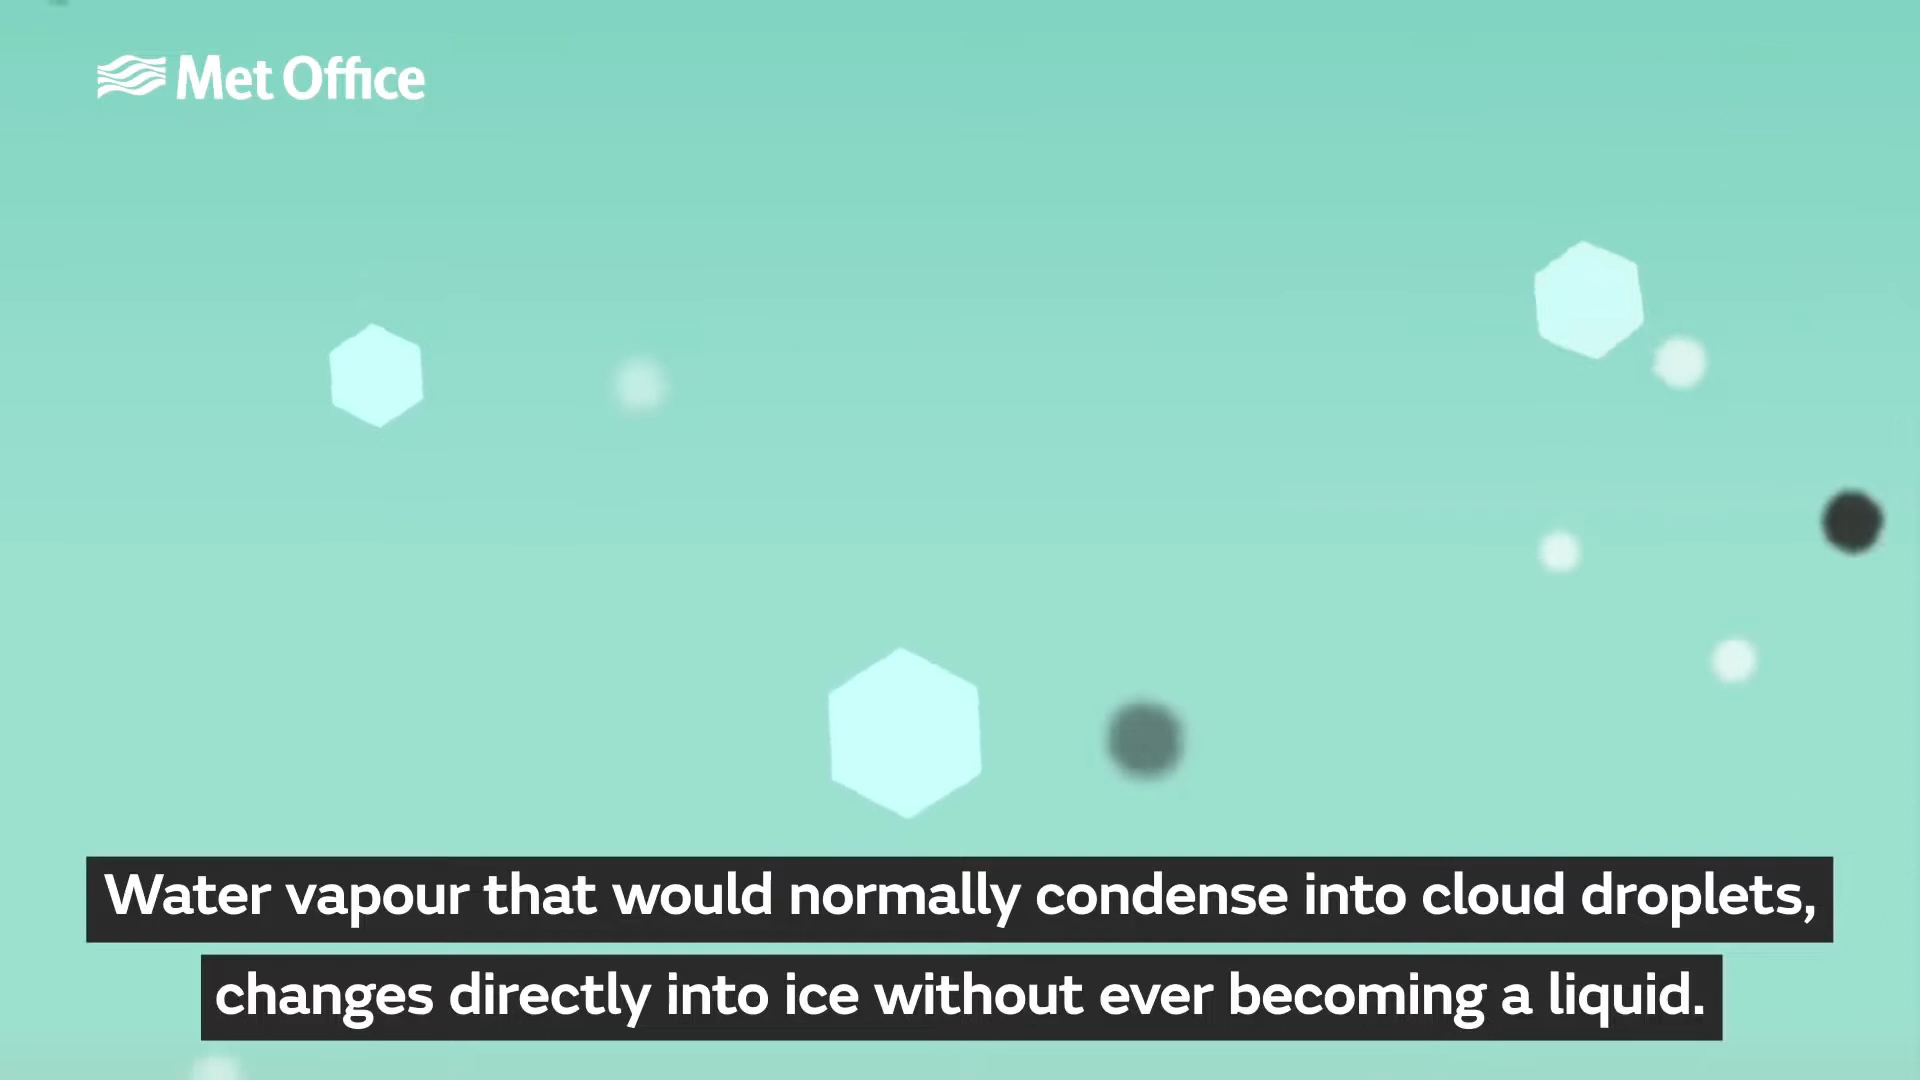 Met Office
Water vapour that would normally condense into cloud droplets,
changes directly into ice without ever becoming a liquid.